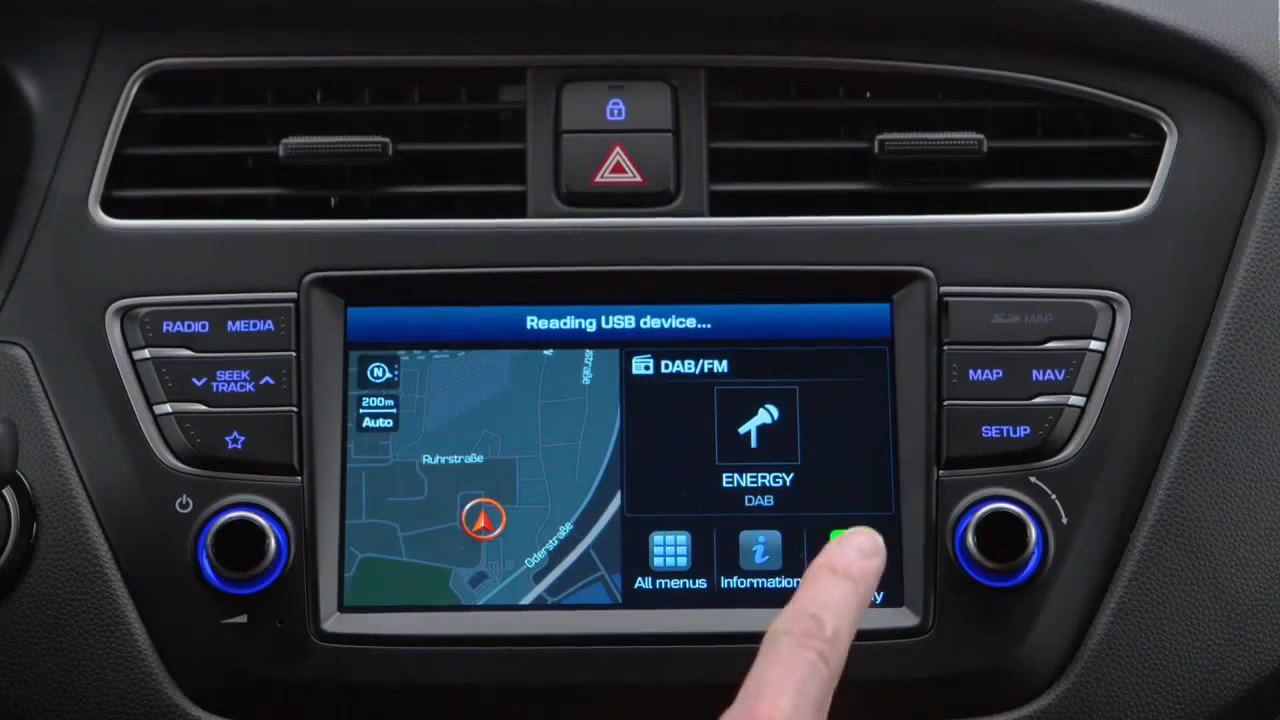 RADIO MEDIA
SEEK
TRACK
Reading USB device...
N
200m
Auto
Ruhrstraße
Oderstraße
DAB/FM
ENERGY
DAB
All menus
Information
MAP
MAP NAV
SETUP